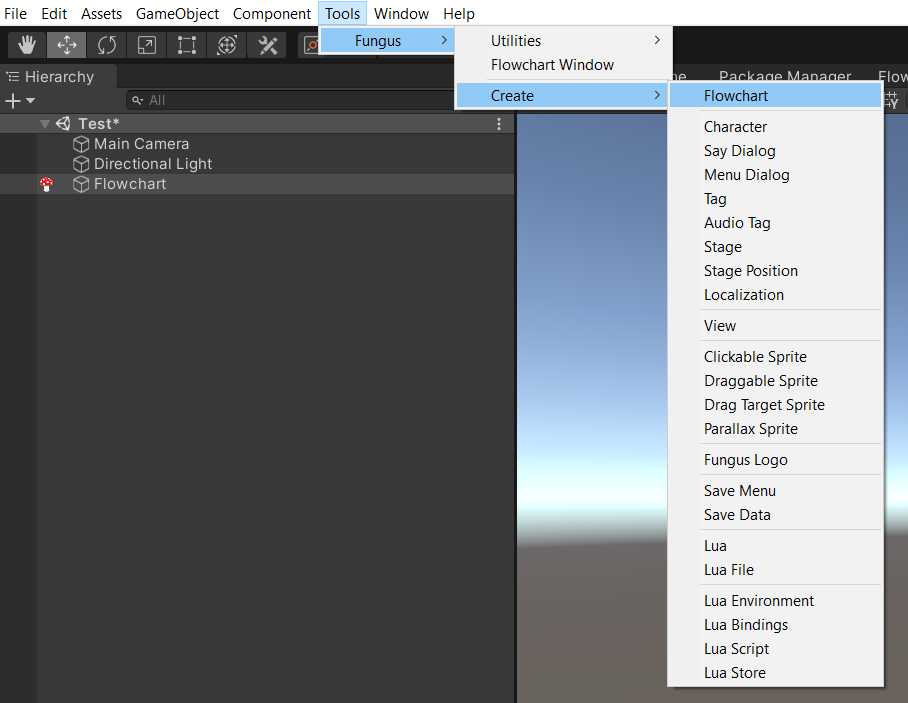 File Edit Assets GameObject Component Tools Window Help
Fungus
Utilities
Flowchart Window
Create
Package Manager
Hierarchy
All
Test*
Main Camera
Directional Light
Flowchart
Flowchart
Character
Say Dialog
Menu Dialog
Tag
Audio Tag
Stage
Stage Position
Localization
View
Clickable Sprite
Draggable Sprite
Drag Target Sprite
Parallax Sprite
Fungus Logo
Save Menu
Save Data
Lua
Lua File
Lua Environment
Lua Bindings
Lua Script
Lua Store